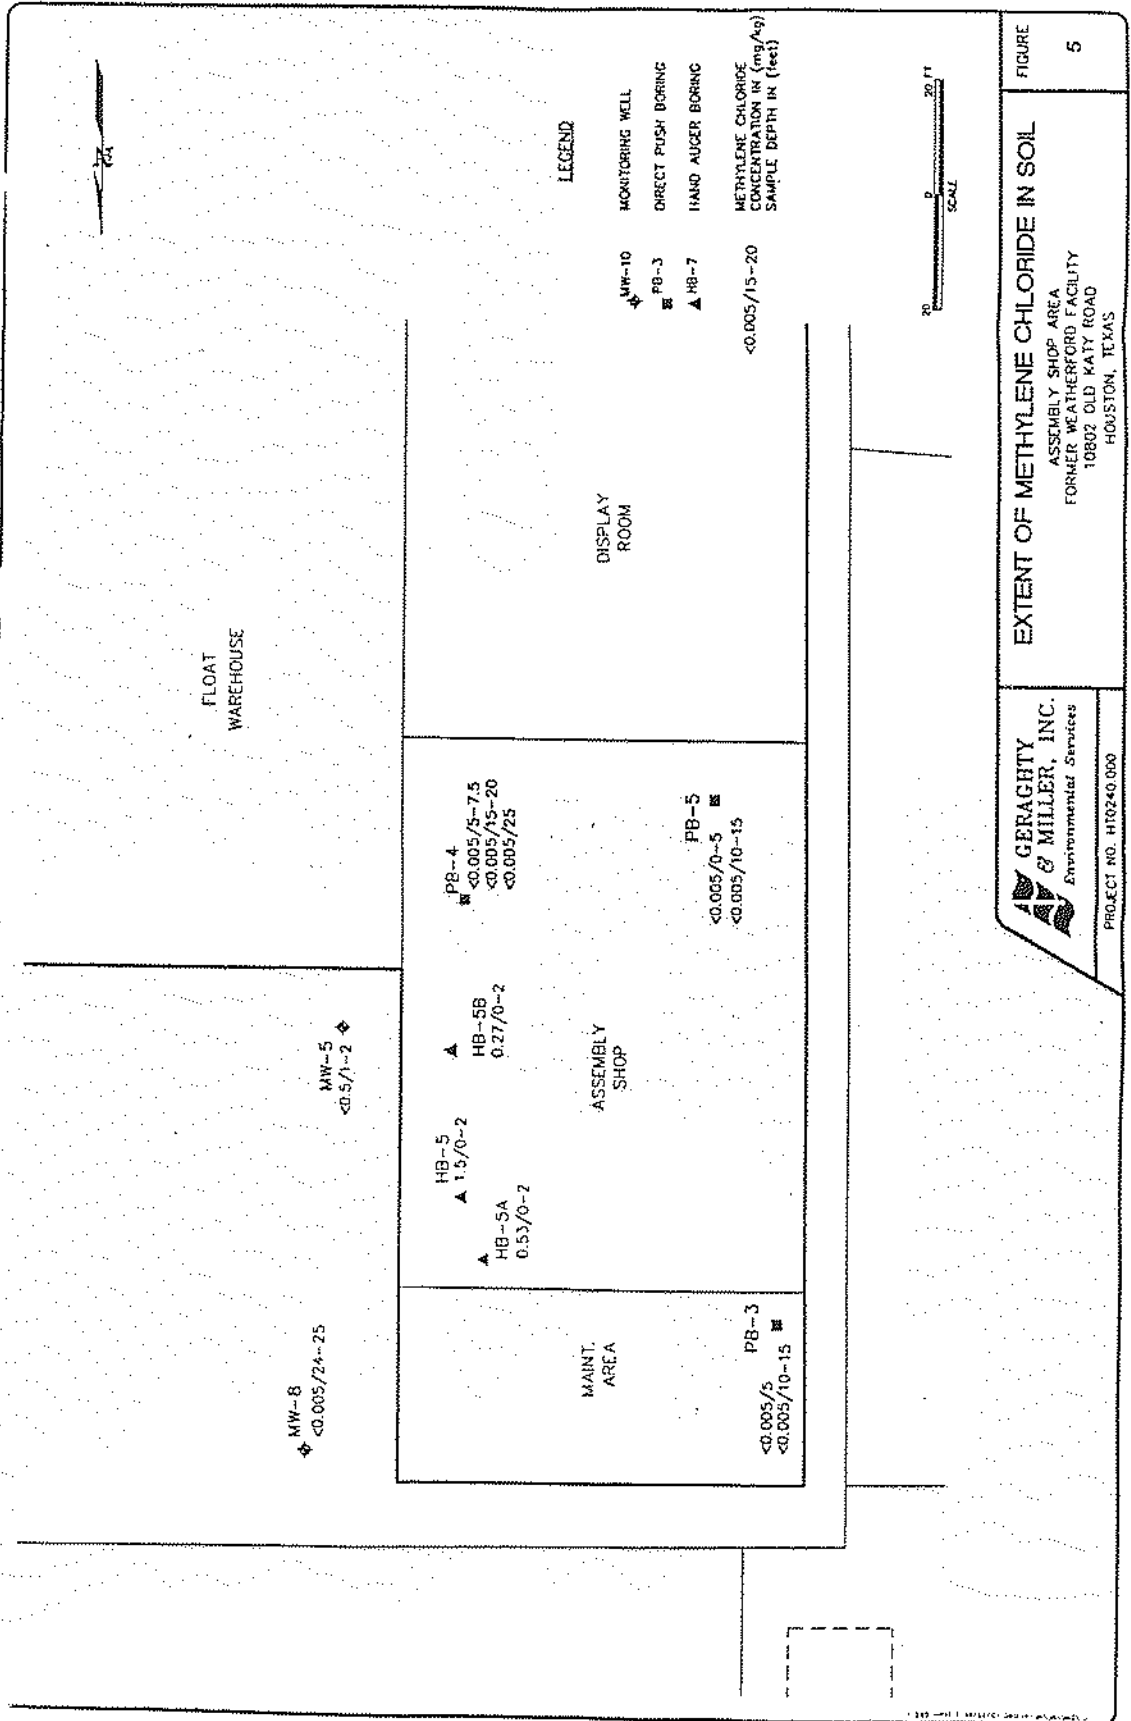 FLOAT
WAREHOUSE
MW-8
<0.005/24-25
MW-5
<0.5/1-2
HB-5
1.5/0-2
HB-5A
0.53/0-2
HB-5B
0.27/0-2
PB-4
<0.005/5-7.5
<0.005/15-20
<0.005/25
MAINT.
AREA
ASSEMBLY
SHOP
DISPLAY
ROOM
PB-3
<0.005/5
<0.005/10-15
PB-5
<0.005/0-5
<0.005/10-15
LEGEND
MW-10 MONITORING WELL
PB-3 DIRECT PUSH BORING
HB-7 HAND AUGER BORING
<0.005/15-20 METHYLENE CHLORIDE
CONCENTRATION IN (mg/kg)
SAMPLE DEPTH IN (feet)
20 0 20 FT
SCALE
GERAGHTY
& MILLER, INC.
Environmental Services
PROJECT NO. HT0240.000
EXTENT OF METHYLENE CHLORIDE IN SOIL
ASSEMBLY SHOP AREA
FORMER WEATHERFORD FACILITY
10802 OLD KATY ROAD
HOUSTON, TEXAS
FIGURE
5